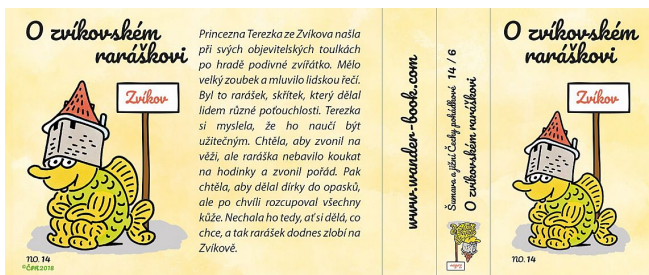 O zvíkovském
raráškovi
Zvíkov
NO. 14
©ČPR2018
Princezna Terezka ze Zvíkova našla
při svých objevitelských toulkách
po hradě podivné zvířátko. Mělo
velký zoubek a mluvilo lidskou řečí.
Byl to rarášek, skřítek, který dělal
lidem různé poťouchlosti. Terezka
si myslela, že ho naučí být
užitečným. Chtěla, aby zvonil na
věži, ale raráška nebavilo koukat
na hodinky a zvonil pořád. Pak
chtěla, aby dělal dírky do opasků,
ale po chvíli rozcupoval všechny
kůže. Nechala ho tedy, ať si dělá, co
chce, a tak rarášek dodnes zlobí na
Zvíkově.
www.wander-book.com
Šumava a jižní Čechy pohádkové 14 / 6
O zvíkovském raráškovi
Zvíkov
O zvíkovském
raráškovi
Zvíkov
NO. 14